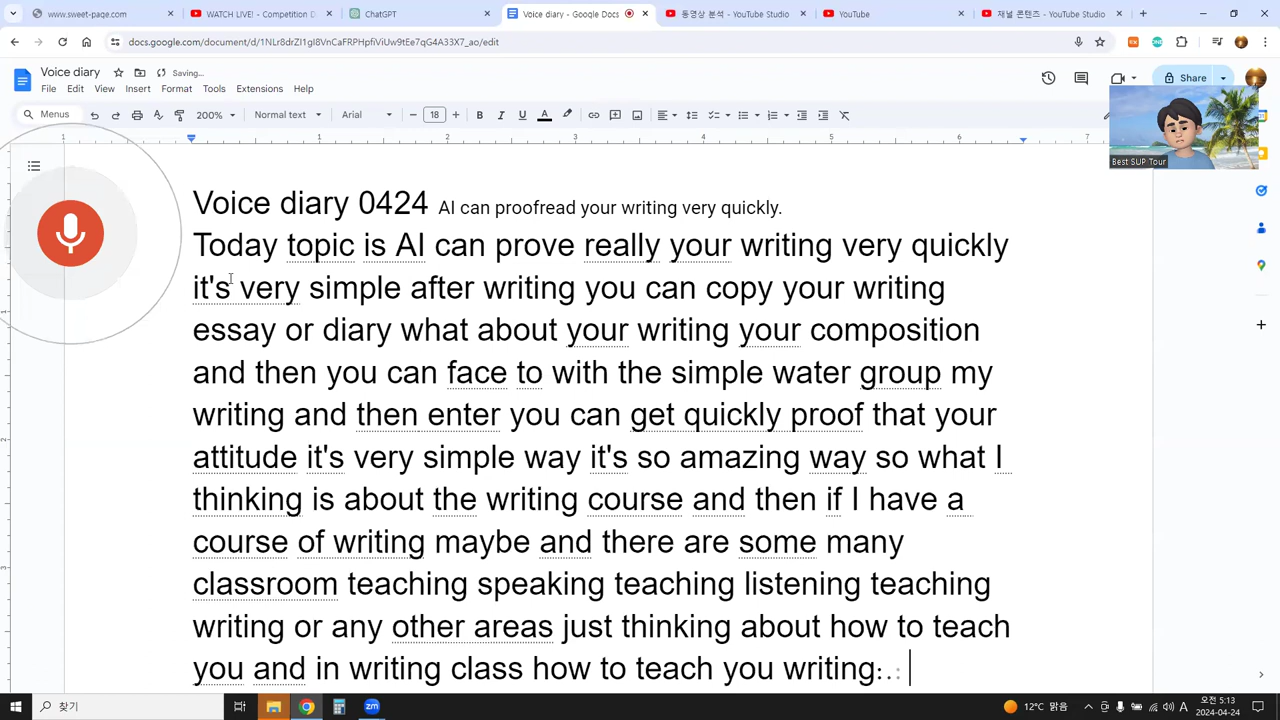 www.sweet-page.com
WATCH LIVE! - Competition D
ChatGPT
Voice diary - Google Docs
동영상 분석 - YouTube Studio
YouTube
채널 콘텐츠 - YouTube Studio
docs.google.com/document/d/1NLr8drZI1gI8VnCaFRPHpfiViUw9tEe7qG4A33X7_ao/edit
Voice diary
Saving...
Share
File Edit View Insert Format Tools Extensions Help
Menus
200%
Normal text
Arial
18
B I U A
1 1 2 3 4 5 6 7
Best SUP Tour
Voice diary 0424 AI can proofread your writing very quickly.
Today topic is AI can prove really your writing very quickly
it's very simple after writing you can copy your writing
essay or diary what about your writing your composition
and then you can face to with the simple water group my
writing and then enter you can get quickly proof that your
attitude it's very simple way it's so amazing way so what I
thinking is about the writing course and then if I have a
course of writing maybe and there are some many
classroom teaching speaking teaching listening teaching
writing or any other areas just thinking about how to teach
you and in writing class how to teach you writing:.:
찾기
12°C 맑음
A
오전 5:13
2024-04-24